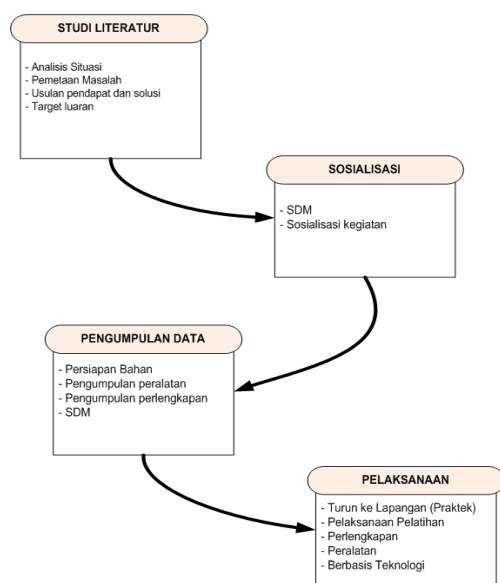 STUDI LITERATUR
- Analisis Situasi
- Pemetaan Masalah
- Usulan pendapat dan solusi
- Target luaran
SOSIALISASI
- SDM
- Sosialisasi kegiatan
PENGUMPULAN DATA
- Persiapan Bahan
- Pengumpulan peralatan
- Pengumpulan perlengkapan
- SDM
PELAKSANAAN
- Turun ke Lapangan (Praktek)
- Pelaksanaan Pelatihan
- Perlengkapan
- Peralatan
- Berbasis Teknologi